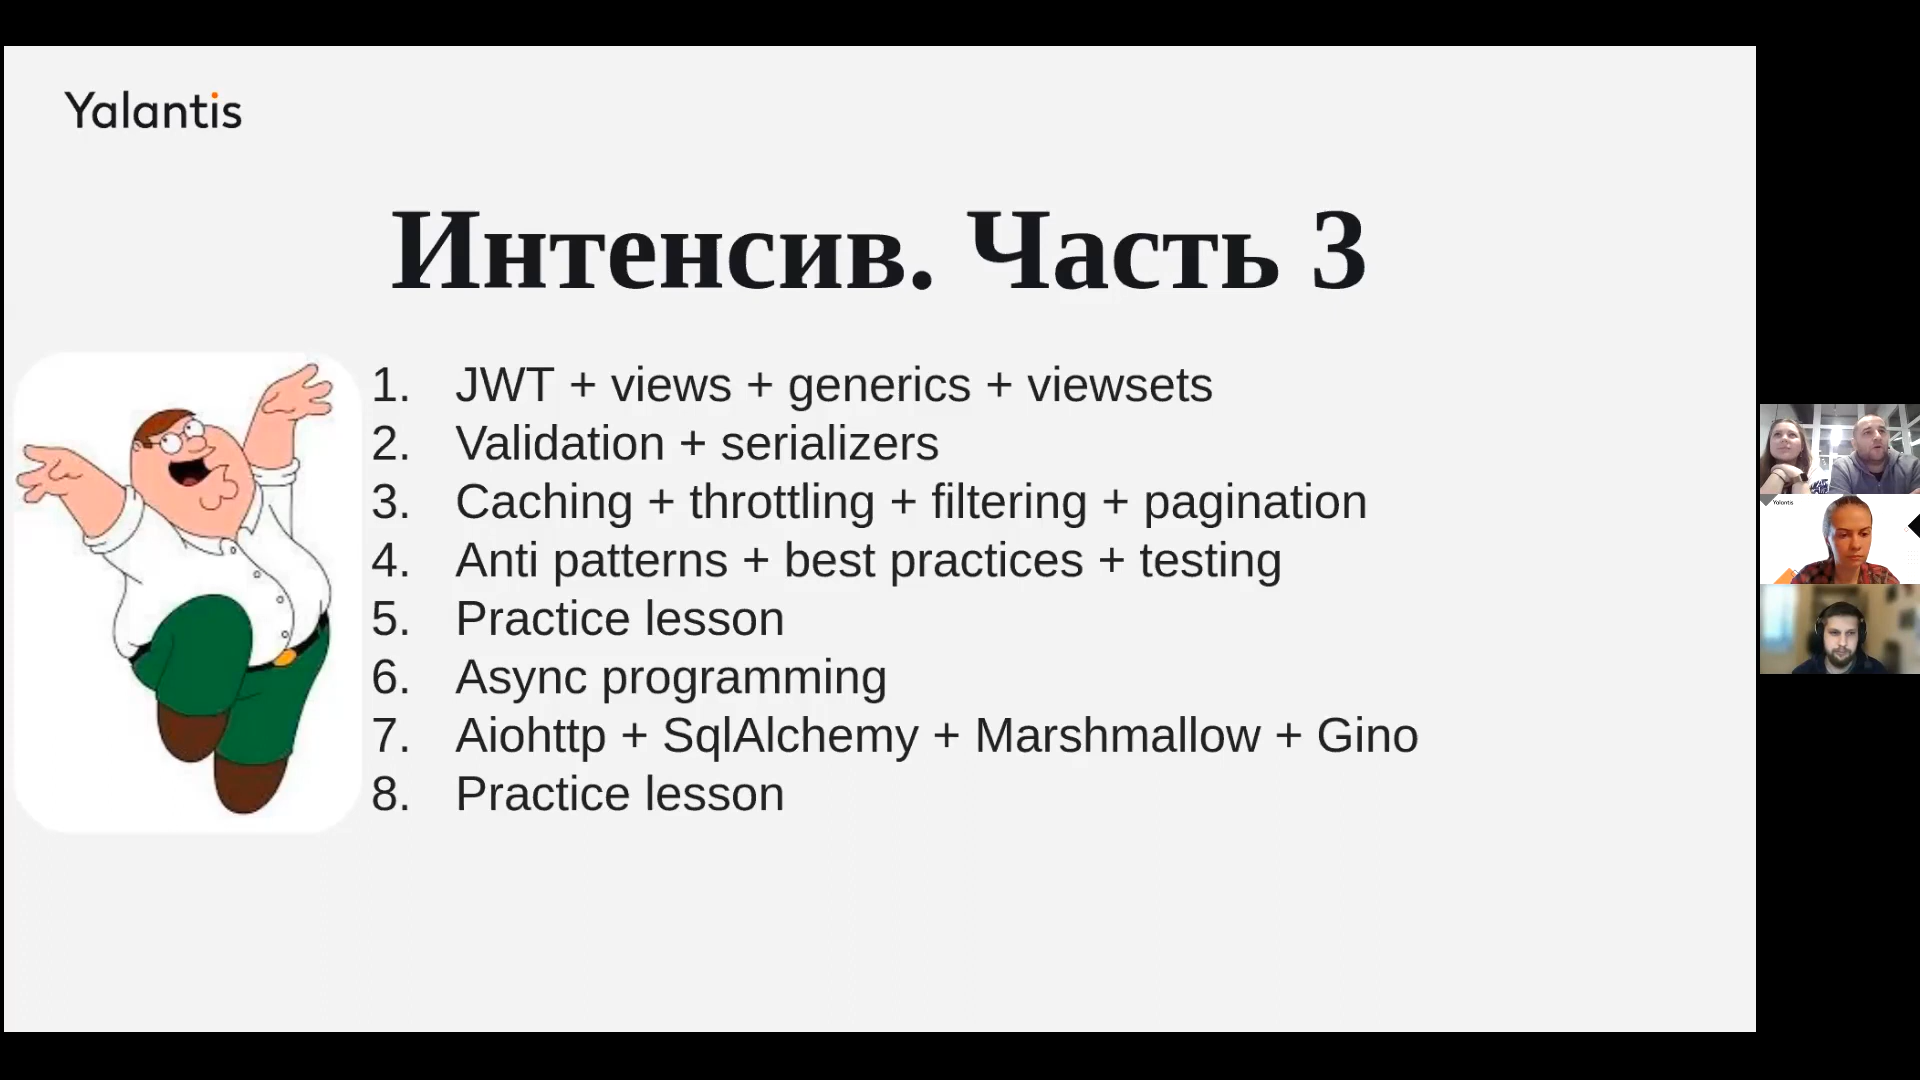 Yalantis
Интенсив. Часть 3
1. JWT + views + generics + viewsets
2. Validation + serializers
3. Caching + throttling + filtering + pagination
4. Anti patterns + best practices + testing
5. Practice lesson
6. Async programming
7. Aiohttp + SqlAlchemy + Marshmallow + Gino
8. Practice lesson
Yalantis